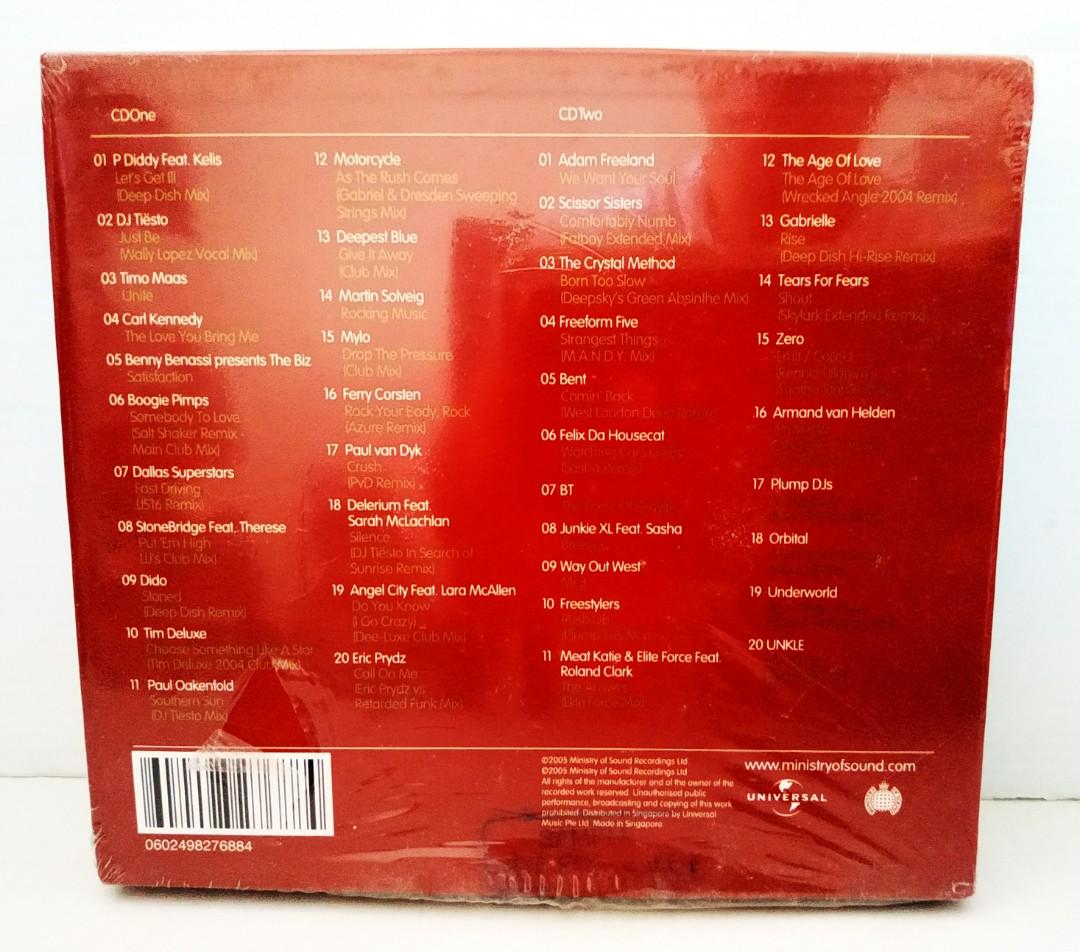 CDOne
01 P Diddy Feat. Kelis
Let's Get Ill
(Deep Dish Mix)
02 DJ Tiësto
Just Be
(Wally Lopez Vocal Mix)
03 Timo Maas
Unite
04 Carl Kennedy
The Love You Bring Me
05 Benny Benassi presents The Biz
Satisfaction
06 Boogie Pimps
Somebody To Love
(Salt Shaker Remix -
Main Club Mix)
07 Dallas Superstars
Fast Driving
(JS16 Remix)
08 StoneBridge Feat. Therese
Put 'Em High
(JJ's Club Mix)
09 Dido
Stoned
(Deep Dish Remix)
10 Tim Deluxe
Choose Something Like A Star
(Tim Deluxe 2004 Club Mix)
11 Paul Oakenfold
Southern Sun
(DJ Tiësto Mix)
12 Motorcycle
As The Rush Comes
(Gabriel & Dresden Sweeping
Strings Mix)
13 Deepest Blue
Give It Away
(Club Mix)
14 Martin Solveig
Rocking Music
15 Mylo
Drop The Pressure
(Club Mix)
16 Ferry Corsten
Rock Your Body, Rock
(Azure Remix)
17 Paul van Dyk
Crush
(PvD Remix)
18 Delerium Feat.
Sarah McLachlan
Silence
(DJ Tiësto In Search of
Sunrise Remix)
19 Angel City Feat. Lara McAllen
Do You Know
(I Go Crazy)
(Dee-Luxe Club Mix)
20 Eric Prydz
Call On Me
(Eric Prydz vs
Retarded Funk Mix)
CDTwo
01 Adam Freeland
We Want Your Soul
02 Scissor Sisters
Comfortably Numb
(Fatboy Extended Mix)
03 The Crystal Method
Born Too Slow
(Deepsky's Green Absinthe Mix)
04 Freeform Five
Strangest Things
(M.A.N.D.Y. Mix)
05 Bent
Comin' Back
(West London Deep
06 Felix Da Housecat
Watching Cars
(Sasha Remix)
07 BT
08 Junkie XL Feat. Sasha
09 Way Out West
10 Freestylers
Push Up
11 Meat Katie & Elite Force Feat.
Roland Clark
The Answer
(Elite Force Mix)
12 The Age Of Love
The Age Of Love
(Wrecked Angle 2004 Remix)
13 Gabrielle
Rise
(Deep Dish Hi-Rise Remix)
14 Tears For Fears
Shout
(Skylark Extended Remix)
15 Zero
16 Armand van Helden
17 Plump DJs
18 Orbital
19 Underworld
20 UNKLE
0602498276884
©2005 Ministry of Sound Recordings Ltd
©2005 Ministry of Sound Recordings Ltd
All rights of the manufacturer and of the owner of the
recorded work reserved. Unauthorised public
performance, broadcasting and copying of this work
prohibited. Distributed in Singapore by Universal
Music Pte Ltd. Made in Singapore.
www.ministryofsound.com
UNIVERSAL